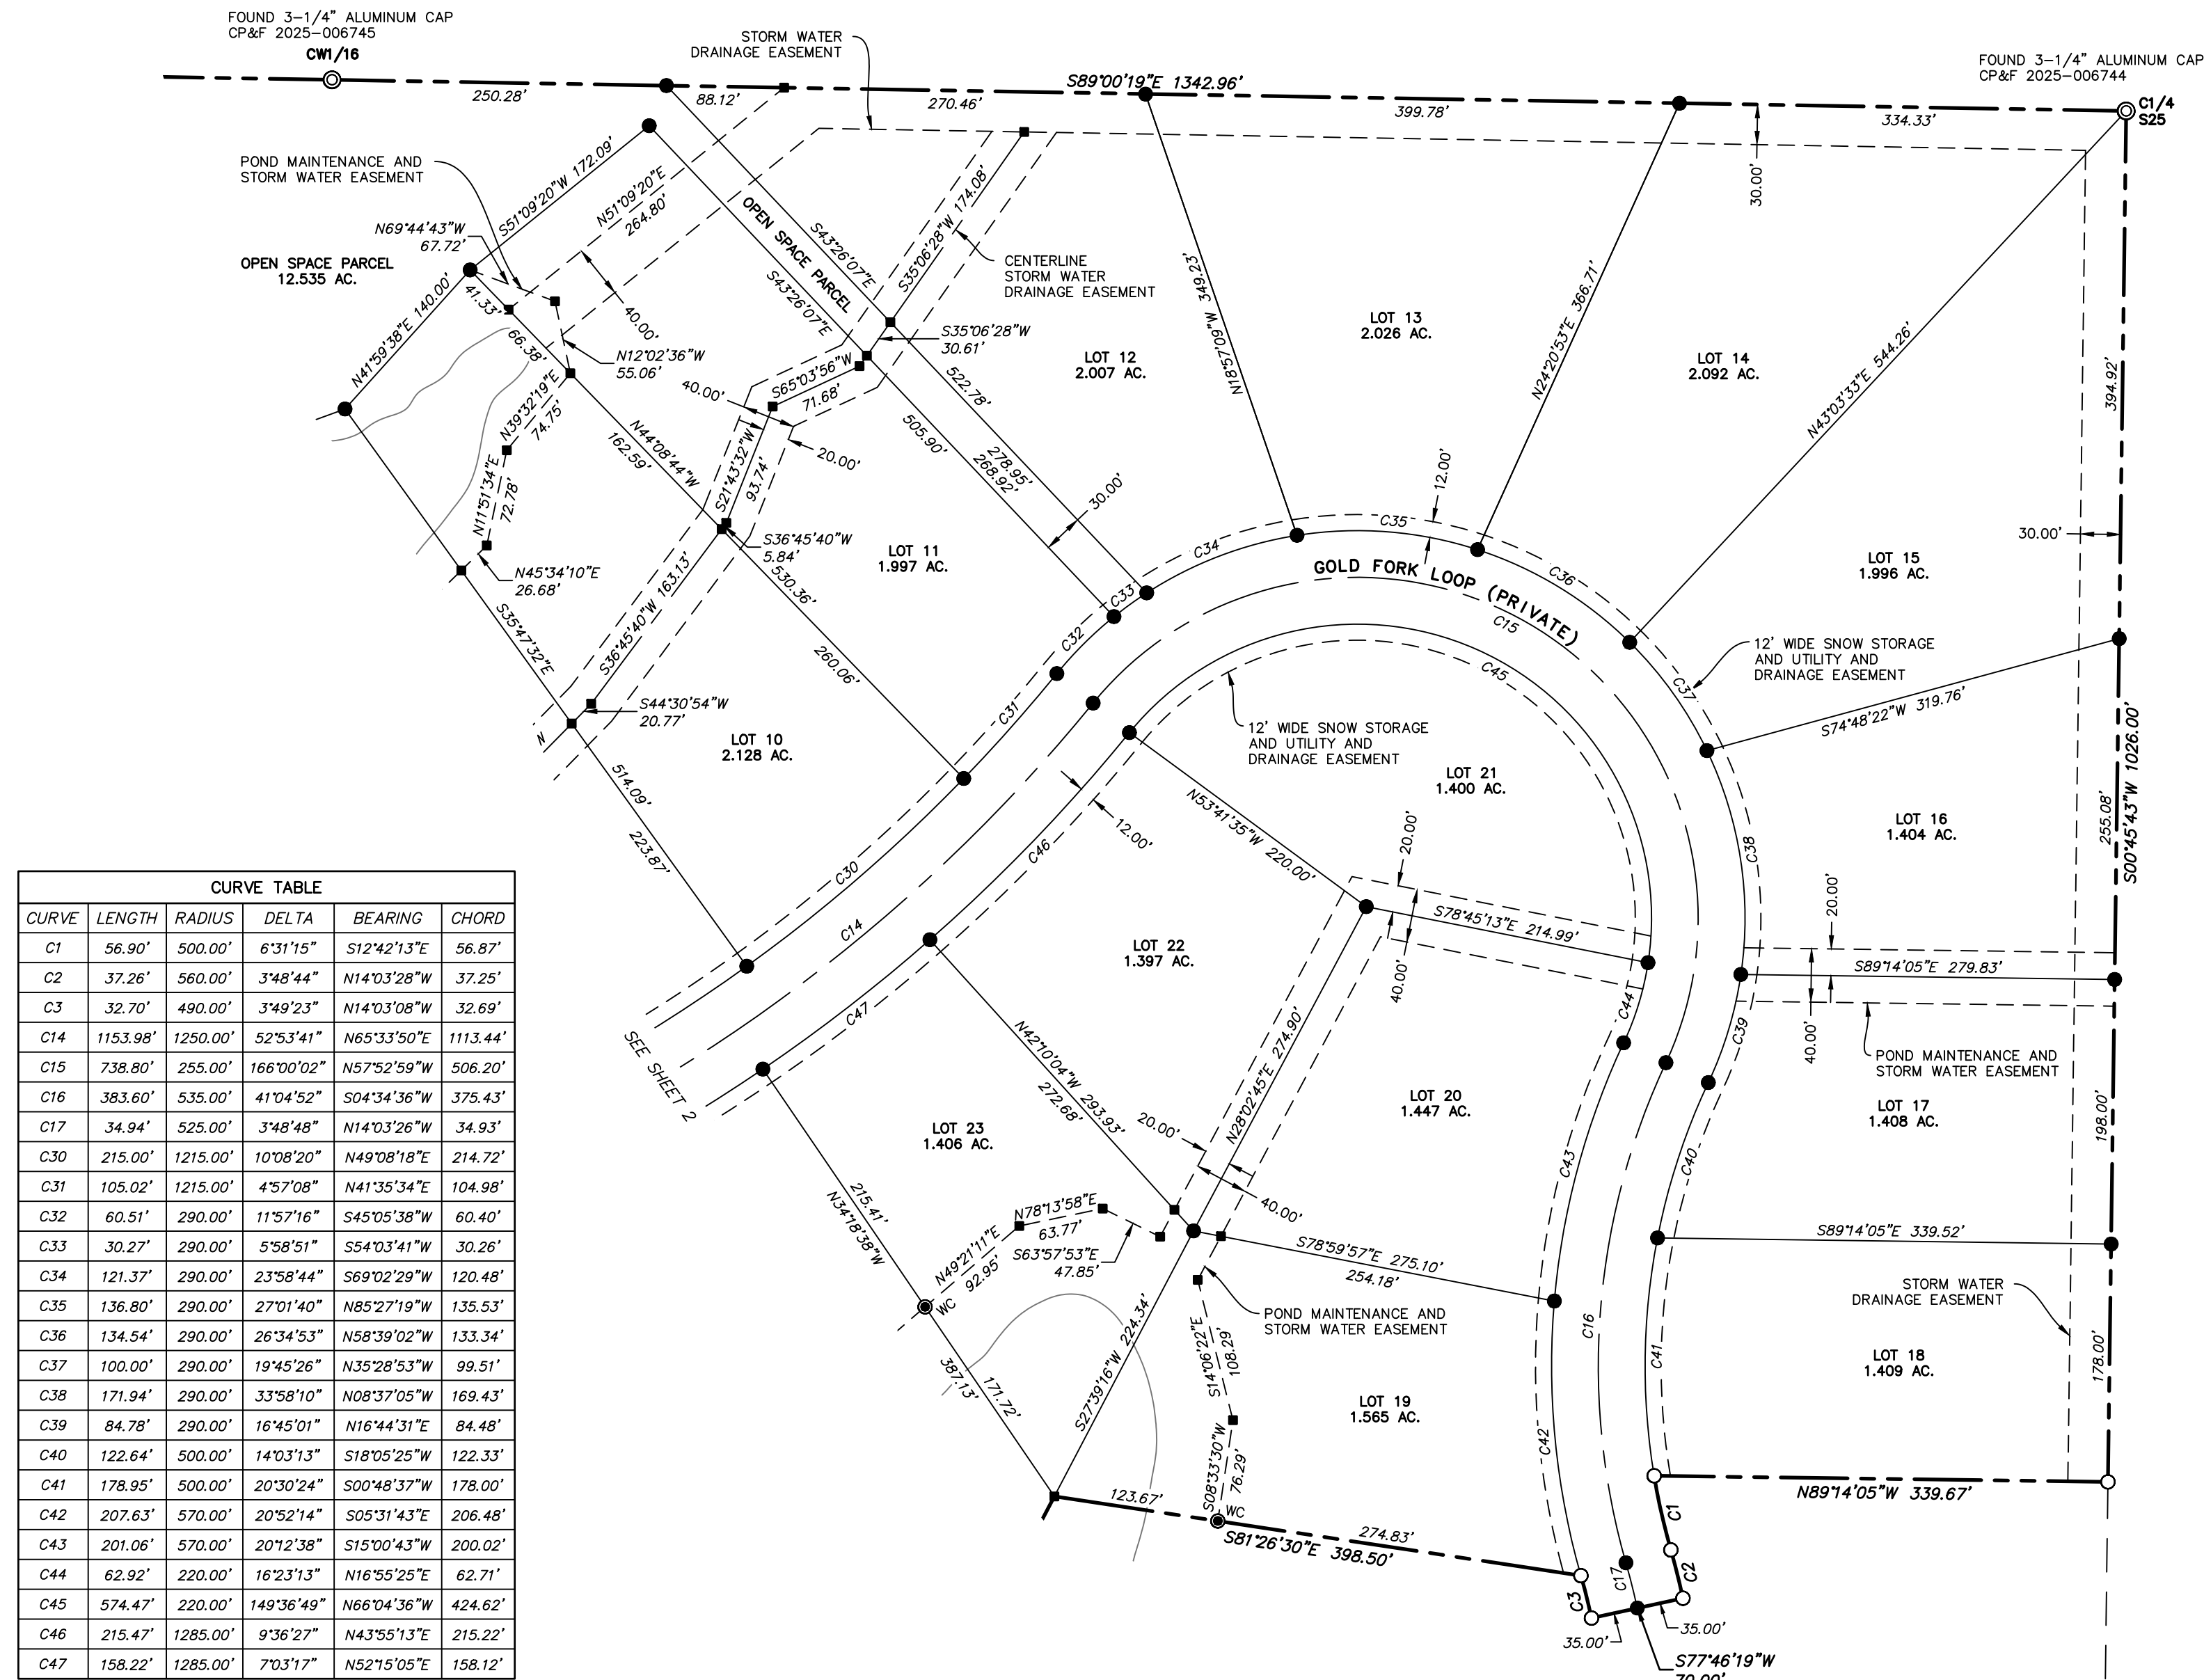 FOUND 3-1/4" ALUMINUM CAP
CP&F 2025-006745
CW1/16
STORM WATER
DRAINAGE EASEMENT
FOUND 3-1/4" ALUMINUM CAP
CP&F 2025-006744
C1/4
S25
S89°00'19"E 1342.96'
250.28'
88.12'
270.46'
399.78'
334.33'
30.00'
POND MAINTENANCE AND
STORM WATER EASEMENT
S51°09'20"W 172.09'
N51°09'20"E
264.80'
N69°44'43"W
67.72'
OPEN SPACE PARCEL
12.535 AC.
N41°59'38"E 140.00'
41.33'
66.38'
40.00'
N12°02'36"W
55.06'
OPEN SPACE PARCEL
S43°26'07"E
S43°26'07"E
S35°06'28"W 174.08'
CENTERLINE
STORM WATER
DRAINAGE EASEMENT
S35°06'28"W
30.61'
N18°57'09"W 349.23'
LOT 12
2.007 AC.
LOT 13
2.026 AC.
N24°20'53"E 366.71'
LOT 14
2.092 AC.
N43°03'33"E 544.26'
394.92'
N39°32'19"E
74.75'
40.00'
S65°03'56"W
71.68'
522.78'
505.90'
278.95'
268.92'
N44°08'44"W
162.59'
S21°43'32"W
93.74'
20.00'
30.00'
12.00'
N11°51'34"E
72.78'
S36°45'40"W
5.84'
530.36'
LOT 11
1.997 AC.
C34
C35
C36
GOLD FORK LOOP (PRIVATE)
C15
30.00'
LOT 15
1.996 AC.
N45°34'10"E
26.68'
S35°47'32"E
S36°45'40"W 163.13'
260.06'
C33
C32
C31
C45
C37
12' WIDE SNOW STORAGE
AND UTILITY AND
DRAINAGE EASEMENT
S74°48'22"W 319.76'
S00°45'43"W 1026.00'
S44°30'54"W
20.77'
N
LOT 10
2.128 AC.
12' WIDE SNOW STORAGE
AND UTILITY AND
DRAINAGE EASEMENT
514.09'
223.87'
LOT 21
1.400 AC.
N53°41'35"W 220.00'
12.00'
C46
C30
C14
20.00'
C38
LOT 16
1.404 AC.
255.08'
20.00'
S78°45'13"E 214.99'
S89°14'05"E 279.83'
LOT 22
1.397 AC.
40.00'
C44
C39
40.00'
POND MAINTENANCE AND
STORM WATER EASEMENT
C47
SEE SHEET 2
N42°10'04"W 293.93'
272.68'
N28°02'45"E 274.90'
LOT 20
1.447 AC.
LOT 17
1.408 AC.
198.00'
LOT 23
1.406 AC.
20.00'
C43
C40
215.41'
N34°18'38"W
N49°21'11"E
92.95'
N78°13'58"E
63.77'
S63°57'53"E
47.85'
40.00'
S78°59'57"E 275.10'
254.18'
S89°14'05"E 339.52'
STORM WATER
DRAINAGE EASEMENT
WC
POND MAINTENANCE AND
STORM WATER EASEMENT
C16
C41
387.13'
171.72'
S27°39'16"W 224.34'
S14°06'22"E
108.29'
LOT 19
1.565 AC.
LOT 18
1.409 AC.
178.00'
S08°33'30"W
76.29'
C42
123.67'
WC
274.83'
S81°26'30"E 398.50'
N89°14'05"W 339.67'
C1
C2
C17
C3
35.00'
35.00'
S77°46'19"W
70.00'
CURVE TABLE
CURVE LENGTH RADIUS DELTA BEARING CHORD
C1 56.90' 500.00' 6°31'15" S12°42'13"E 56.87'
C2 37.26' 560.00' 3°48'44" N14°03'28"W 37.25'
C3 32.70' 490.00' 3°49'23" N14°03'08"W 32.69'
C14 1153.98' 1250.00' 52°53'41" N65°33'50"E 1113.44'
C15 738.80' 255.00' 166°00'02" N57°52'59"W 506.20'
C16 383.60' 535.00' 41°04'52" S04°34'36"W 375.43'
C17 34.94' 525.00' 3°48'48" N14°03'26"W 34.93'
C30 215.00' 1215.00' 10°08'20" N49°08'18"E 214.72'
C31 105.02' 1215.00' 4°57'08" N41°35'34"E 104.98'
C32 60.51' 290.00' 11°57'16" S45°05'38"W 60.40'
C33 30.27' 290.00' 5°58'51" S54°03'41"W 30.26'
C34 121.37' 290.00' 23°58'44" S69°02'29"W 120.48'
C35 136.80' 290.00' 27°01'40" N85°27'19"W 135.53'
C36 134.54' 290.00' 26°34'53" N58°39'02"W 133.34'
C37 100.00' 290.00' 19°45'26" N35°28'53"W 99.51'
C38 171.94' 290.00' 33°58'10" N08°37'05"W 169.43'
C39 84.78' 290.00' 16°45'01" N16°44'31"E 84.48'
C40 122.64' 500.00' 14°03'13" S18°05'25"W 122.33'
C41 178.95' 500.00' 20°30'24" S00°48'37"W 178.00'
C42 207.63' 570.00' 20°52'14" S05°31'43"E 206.48'
C43 201.06' 570.00' 20°12'38" S15°00'43"W 200.02'
C44 62.92' 220.00' 16°23'13" N16°55'25"E 62.71'
C45 574.47' 220.00' 149°36'49" N66°04'36"W 424.62'
C46 215.47' 1285.00' 9°36'27" N43°55'13"E 215.22'
C47 158.22' 1285.00' 7°03'17" N52°15'05"E 158.12'